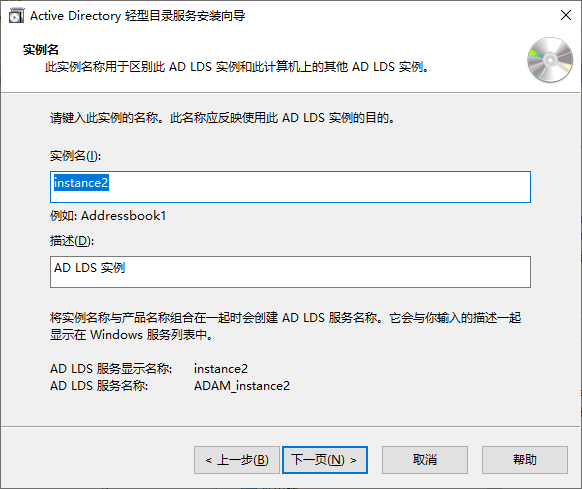 Active Directory 轻型目录服务安装向导
实例名
此实例名称用于区别此 AD LDS 实例和此计算机上的其他 AD LDS 实例。
请键入此实例的名称。此名称应反映使用此 AD LDS 实例的目的。
实例名(I):
instance2
例如: Addressbook1
描述(D):
AD LDS 实例
将实例名称与产品名称组合在一起时会创建 AD LDS 服务名称。它会与你输入的描述一起
显示在 Windows 服务列表中。
AD LDS 服务显示名称: instance2
AD LDS 服务名称: ADAM_instance2
< 上一步(B) 下一页(N) > 取消 帮助